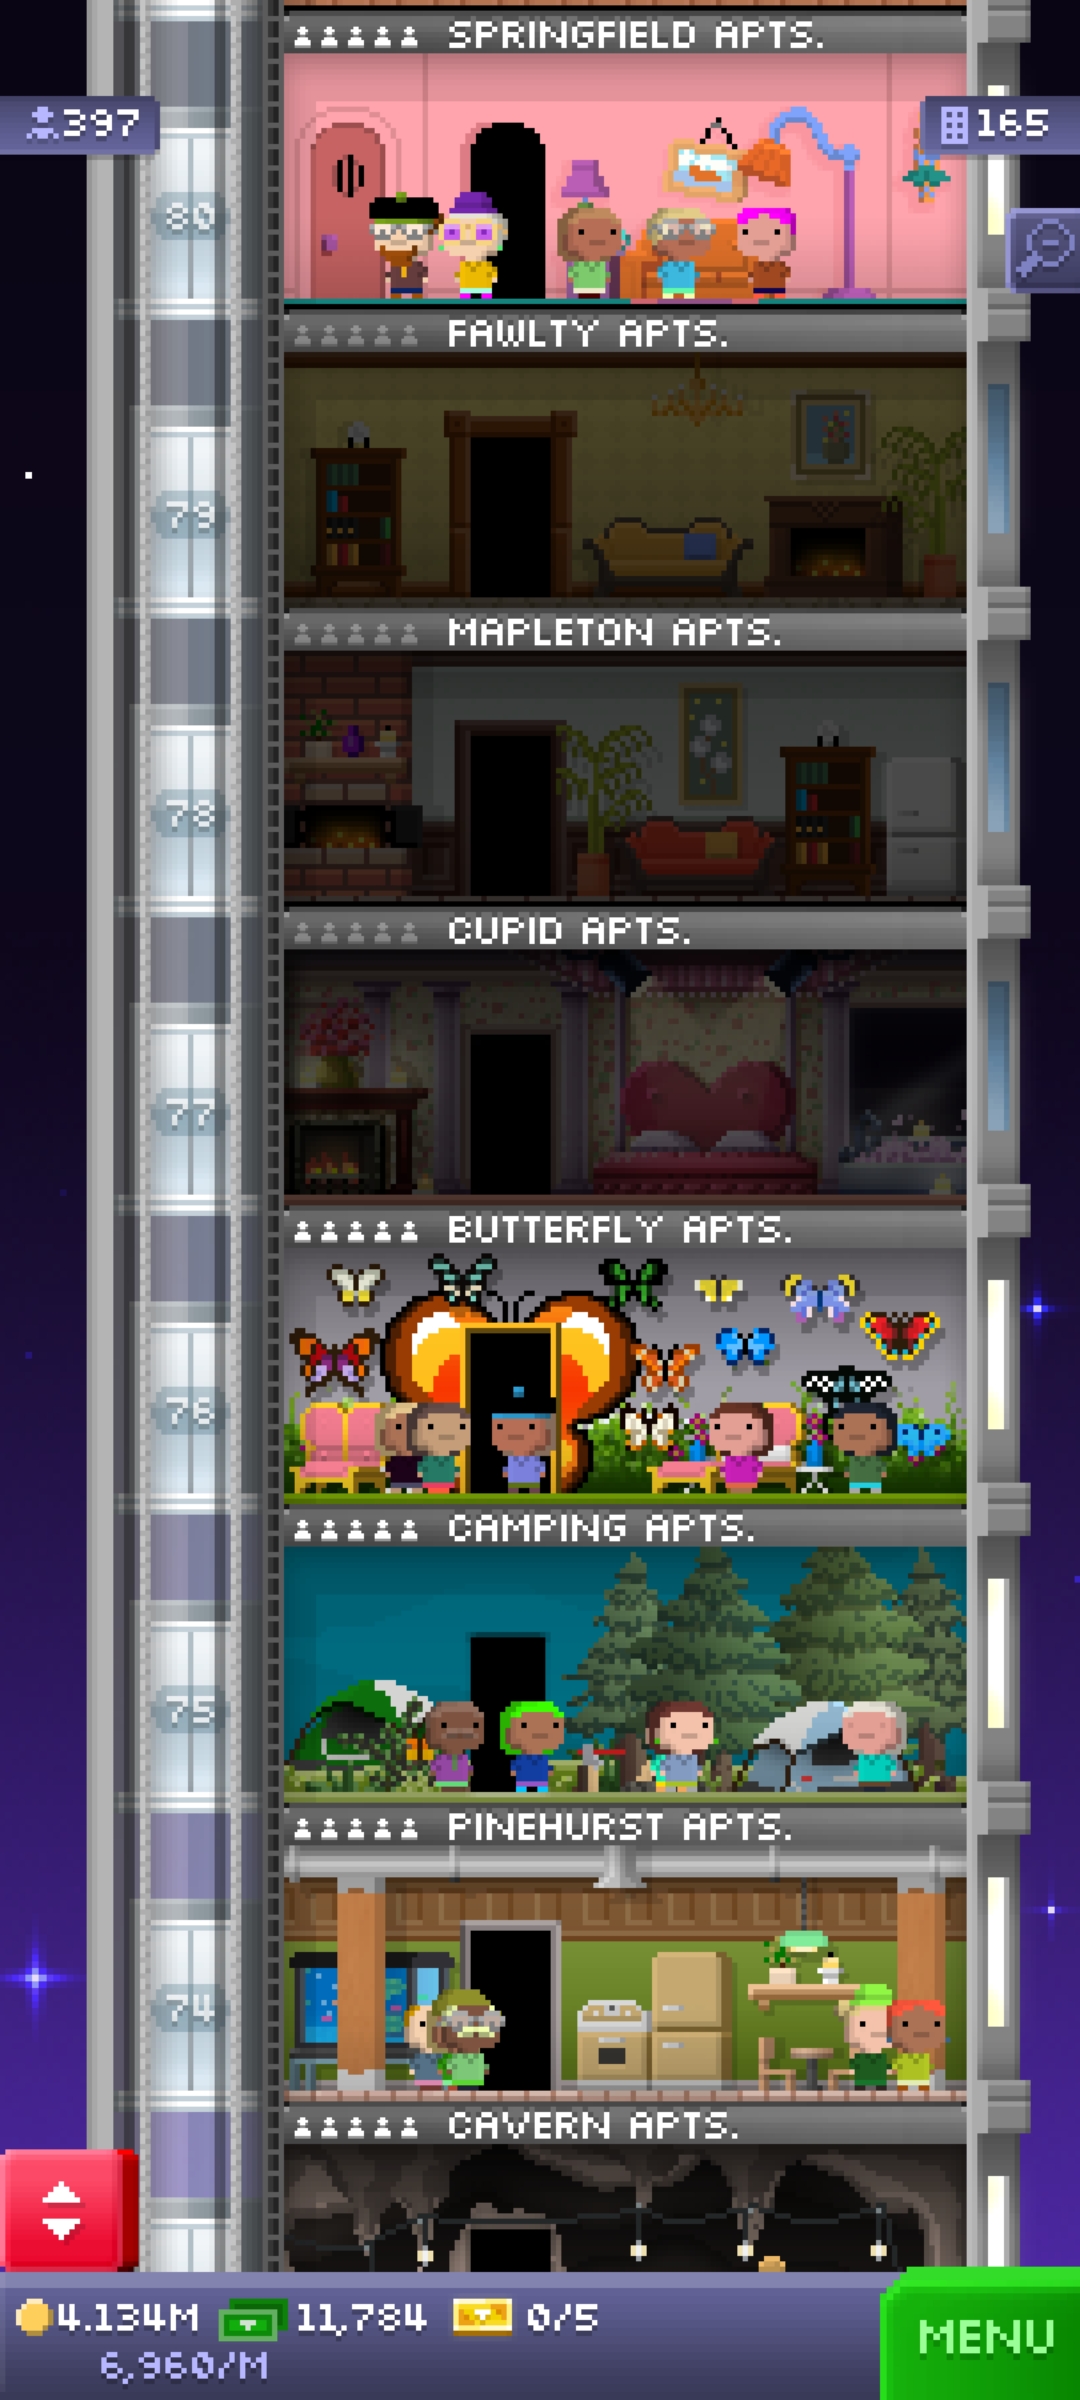 SPRINGFIELD APTS.
397
165
80
FAWLTY APTS.
79
MAPLETON APTS.
78
CUPID APTS.
77
BUTTERFLY APTS.
76
CAMPING APTS.
75
PINEHURST APTS.
74
CAVERN APTS.
4.134M 11,784 0/5
6,960/M
MENU